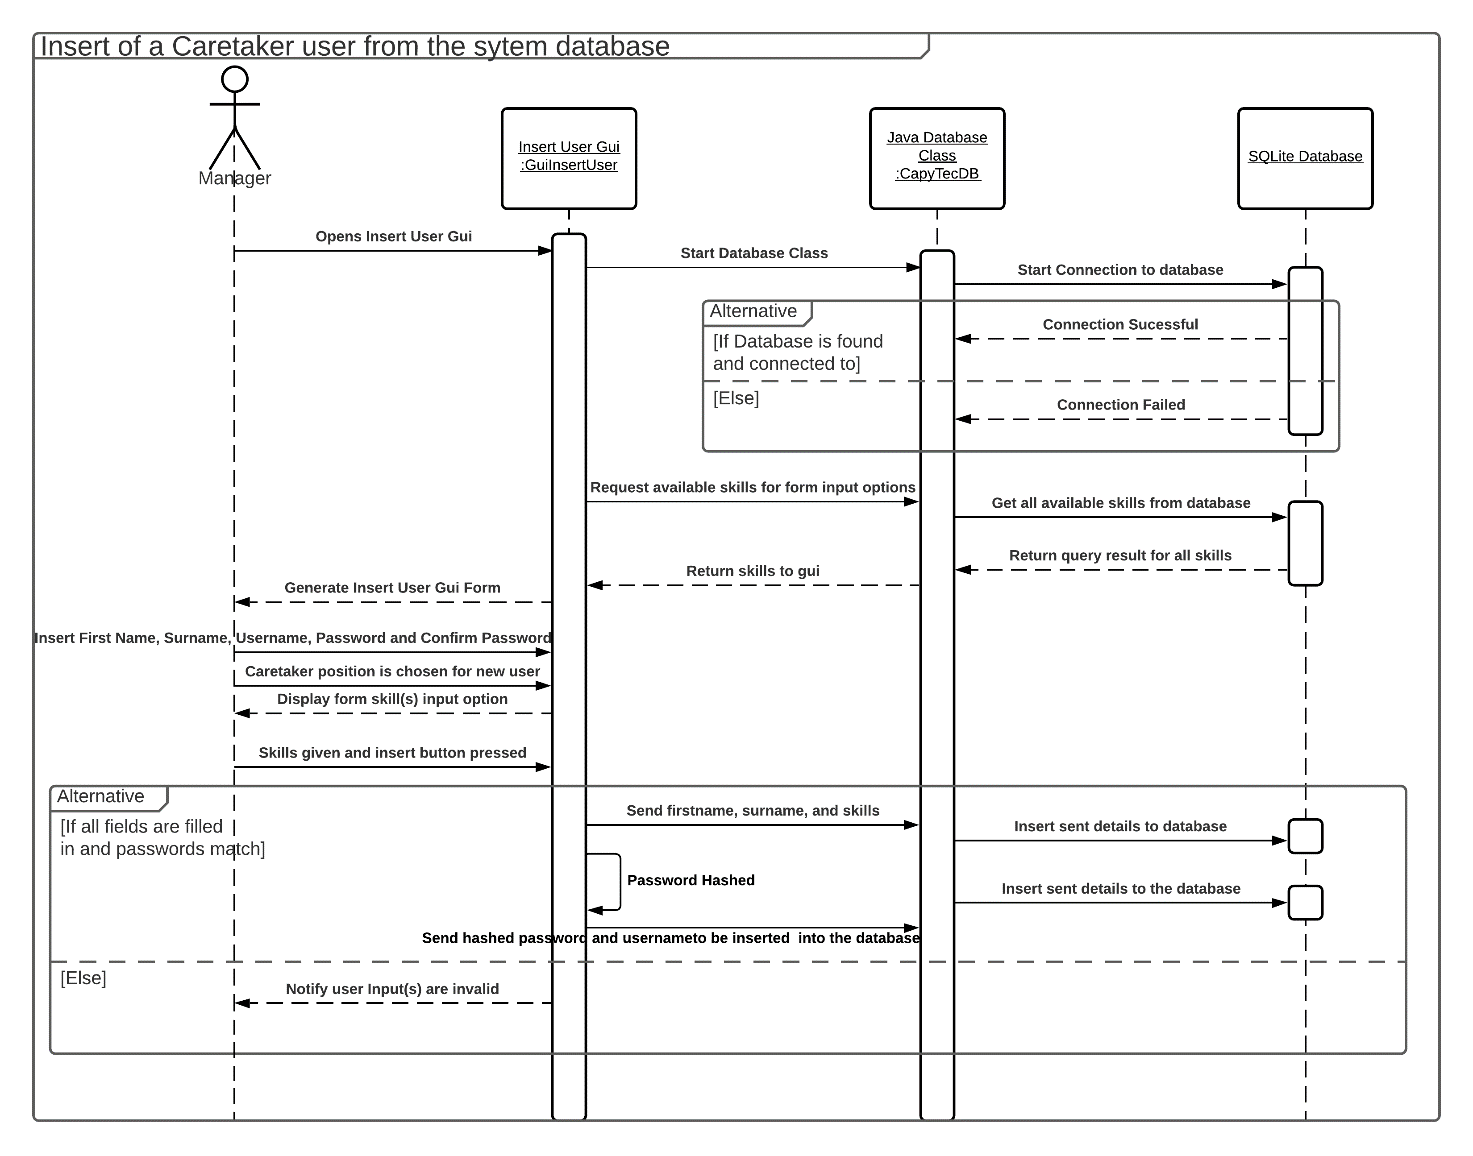 Insert of a Caretaker user from the sytem database
Manager
Insert User Gui
:GuiInsertUser
Java Database
Class
:CapyTecDB
SQLite Database
Opens Insert User Gui
Start Database Class
Start Connection to database
Alternative
Connection Sucessful
[If Database is found
and connected to]
[Else]
Connection Failed
Request available skills for form input options
Get all available skills from database
Return query result for all skills
Return skills to gui
Generate Insert User Gui Form
Insert First Name, Surname, Username, Password and Confirm Password
Caretaker position is chosen for new user
Display form skill(s) input option
Skills given and insert button pressed
Alternative
Send firstname, surname, and skills
[If all fields are filled
in and passwords match]
Insert sent details to database
Password Hashed
Insert sent details to the database
Send hashed password and usernameto be inserted  into the database
[Else]
Notify user Input(s) are invalid